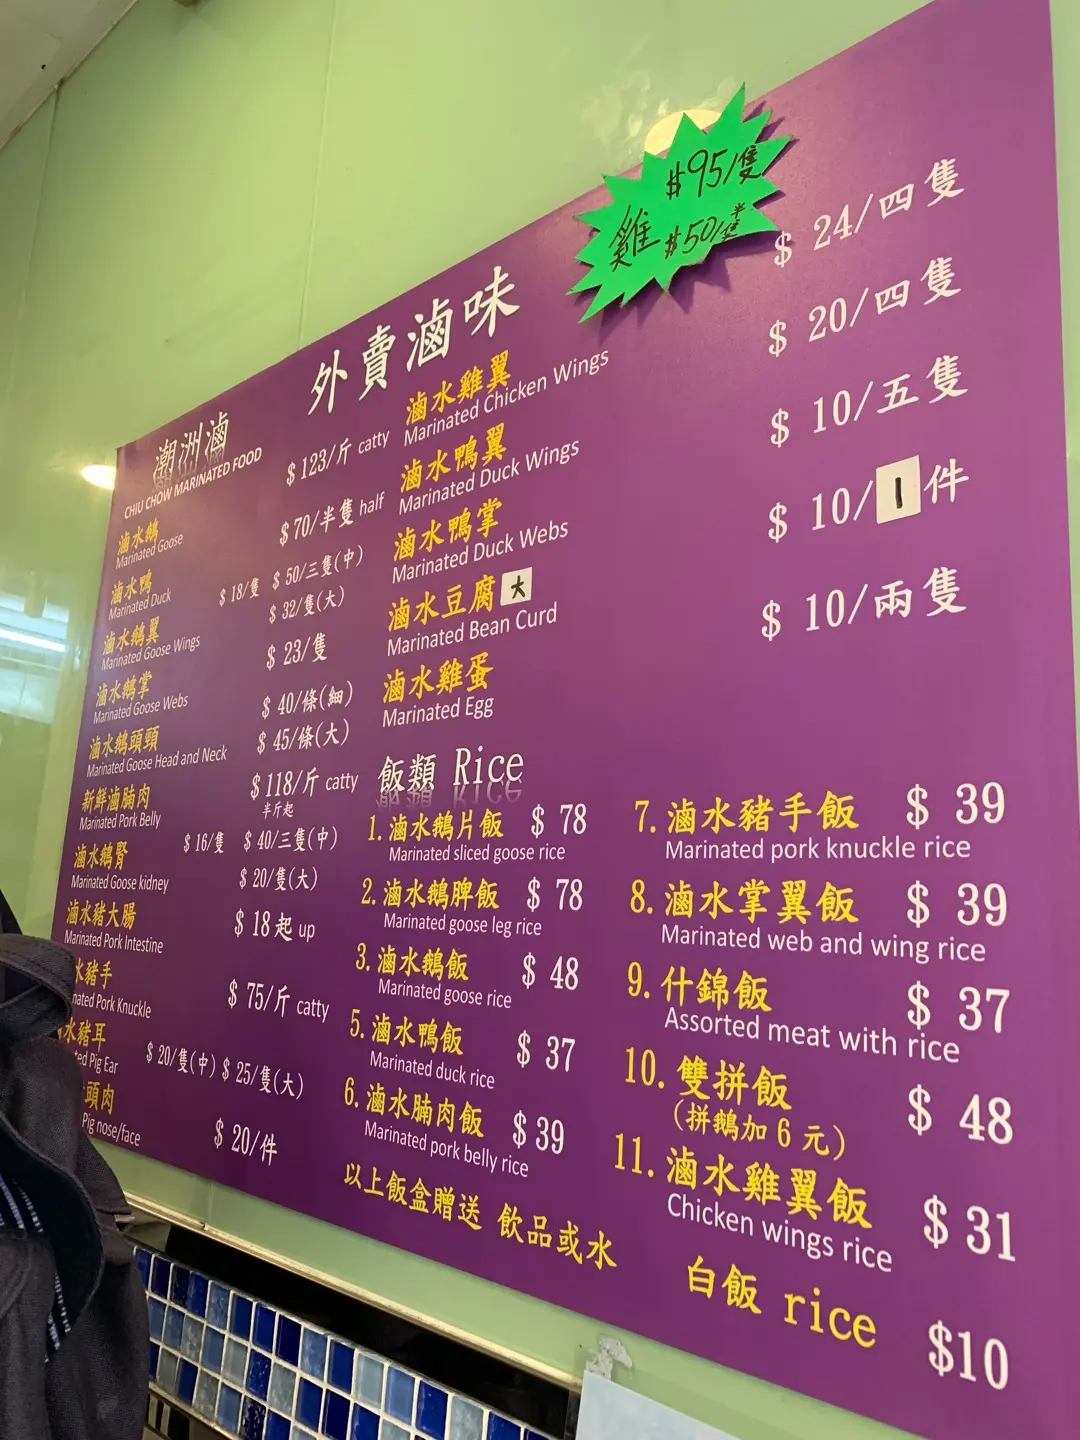 $95/隻
雞 $50/半隻
外賣滷味
潮洲滷
CHIU CHOW MARINATED FOOD
滷水鵝 $123/斤 catty
Marinated Goose
滷水鴨 $70/半隻 half
Marinated Duck
滷水鵝翼 $18/隻 $50/三隻(中)
$32/隻(大)
Marinated Goose Wings
滷水鵝掌 $23/隻
Marinated Goose Webs
滷水鵝頭頸 $40/條(細)
$45/條(大)
Marinated Goose Head and Neck
新鮮滷腩肉 $118/斤 catty
半斤起
Marinated Pork Belly
滷水鵝腎 $16/隻 $40/三隻(中)
$20/隻(大)
Marinated Goose kidney
滷水豬大腸 $18起 up
Marinated Pork Intestine
水豬手 $75/斤 catty
nated Pork Knuckle
水豬耳 $20/隻(中) $25/隻(大)
ted Pig Ear
頭肉 $20/件
Pig nose/face
滷水雞翼 $24/四隻
Marinated Chicken Wings
滷水鴨翼 $20/四隻
Marinated Duck Wings
滷水鴨掌 $10/五隻
Marinated Duck Webs
滷水豆腐 大 $10/1件
Marinated Bean Curd
滷水雞蛋 $10/兩隻
Marinated Egg
飯類 Rice
1. 滷水鵝片飯 $78
Marinated sliced goose rice
2. 滷水鵝脾飯 $78
Marinated goose leg rice
3. 滷水鵝飯 $48
Marinated goose rice
5. 滷水鴨飯 $37
Marinated duck rice
6. 滷水腩肉飯 $39
Marinated pork belly rice
7. 滷水豬手飯 $39
Marinated pork knuckle rice
8. 滷水掌翼飯 $39
Marinated web and wing rice
9. 什錦飯 $37
Assorted meat with rice
10. 雙拼飯 $48
(拼鵝加6元)
11. 滷水雞翼飯 $31
Chicken wings rice
以上飯盒贈送 飲品或水
白飯 rice $10